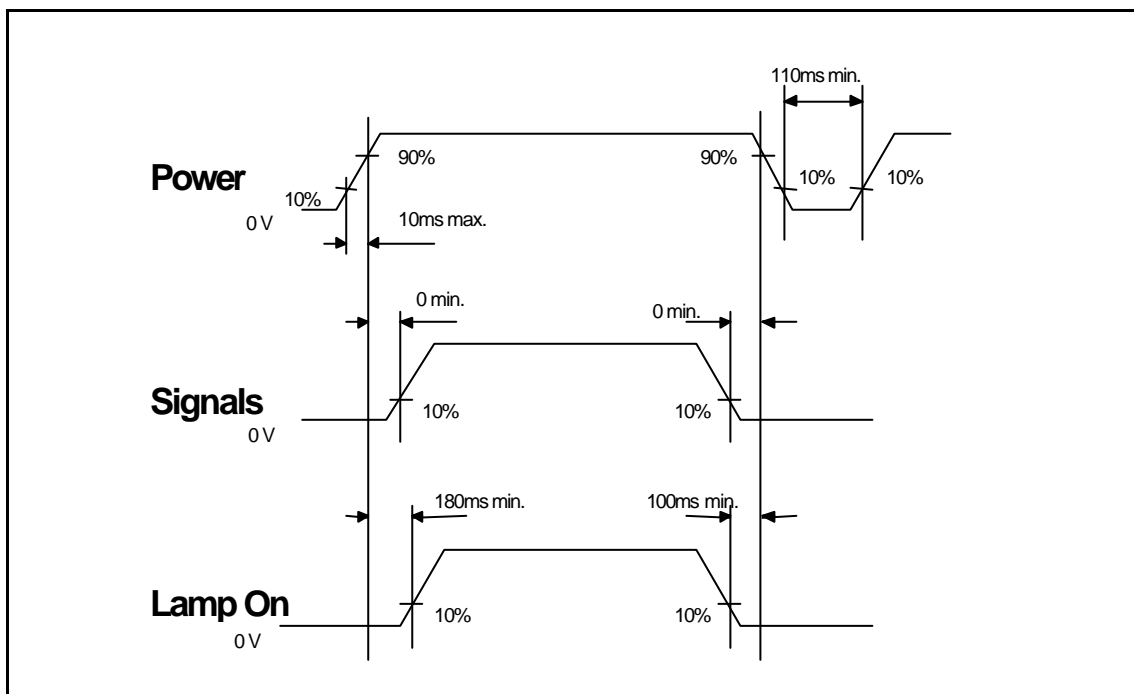 110ms min.
90%
90%
Power
10%
10%
10%
0 V
10ms max.
0 min.
0 min.
Signals
10%
10%
0 V
180ms min.
100ms min.
Lamp On
10%
10%
0 V